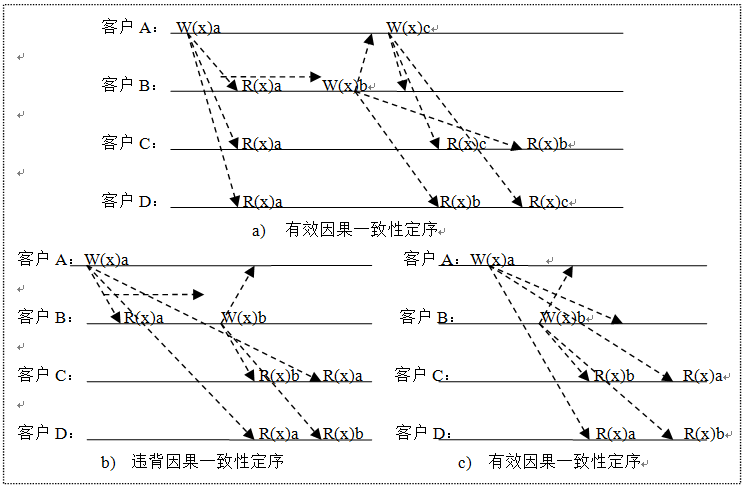 客户 A： W(x)a W(x)c
客户 B： R(x)a W(x)b
客户 C： R(x)a R(x)c R(x)b
客户 D： R(x)a R(x)b R(x)c
a) 有效因果一致性定序
客户 A： W(x)a
客户 B： R(x)a W(x)b
客户 C： R(x)b R(x)a
客户 D： R(x)a R(x)b
b) 违背因果一致性定序
客户 A： W(x)a
客户 B： W(x)b
客户 C： R(x)b R(x)a
客户 D： R(x)a R(x)b
c) 有效因果一致性定序